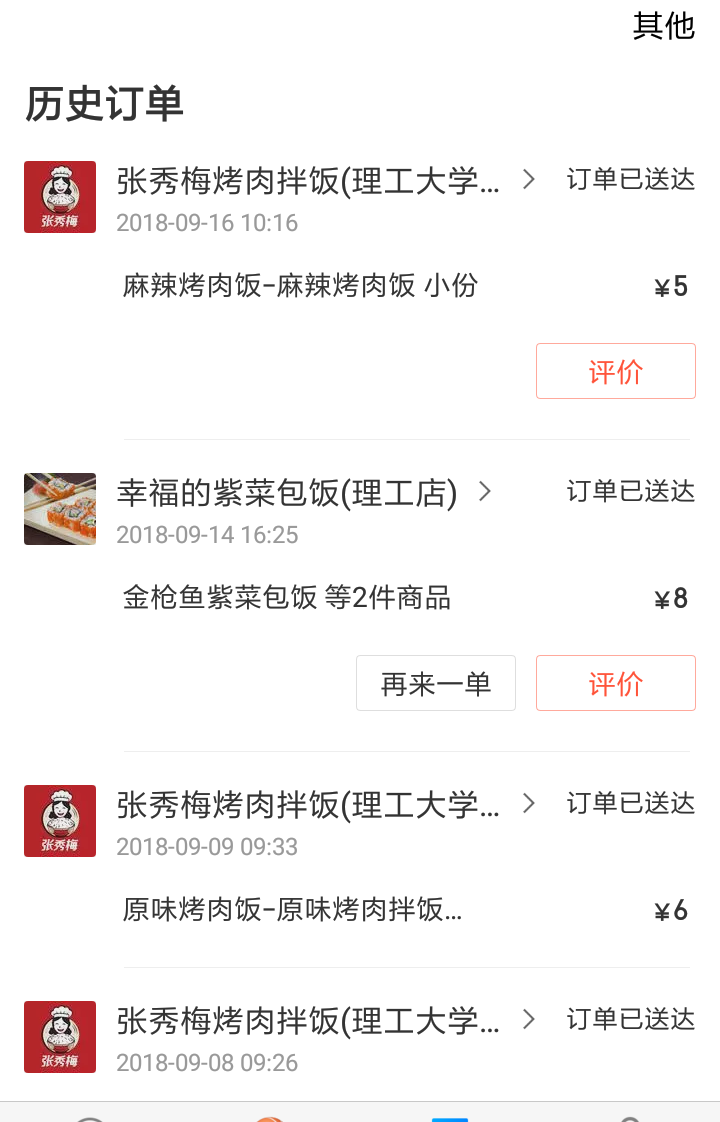 其他
历史订单
张秀梅烤肉拌饭(理工大学... > 订单已送达
张秀梅
2018-09-16 10:16
麻辣烤肉饭-麻辣烤肉饭 小份 ¥5
评价
幸福的紫菜包饭(理工店) > 订单已送达
2018-09-14 16:25
金枪鱼紫菜包饭 等2件商品 ¥8
再来一单 评价
张秀梅烤肉拌饭(理工大学... > 订单已送达
张秀梅
2018-09-09 09:33
原味烤肉饭-原味烤肉拌饭... ¥6
张秀梅烤肉拌饭(理工大学... > 订单已送达
张秀梅
2018-09-08 09:26